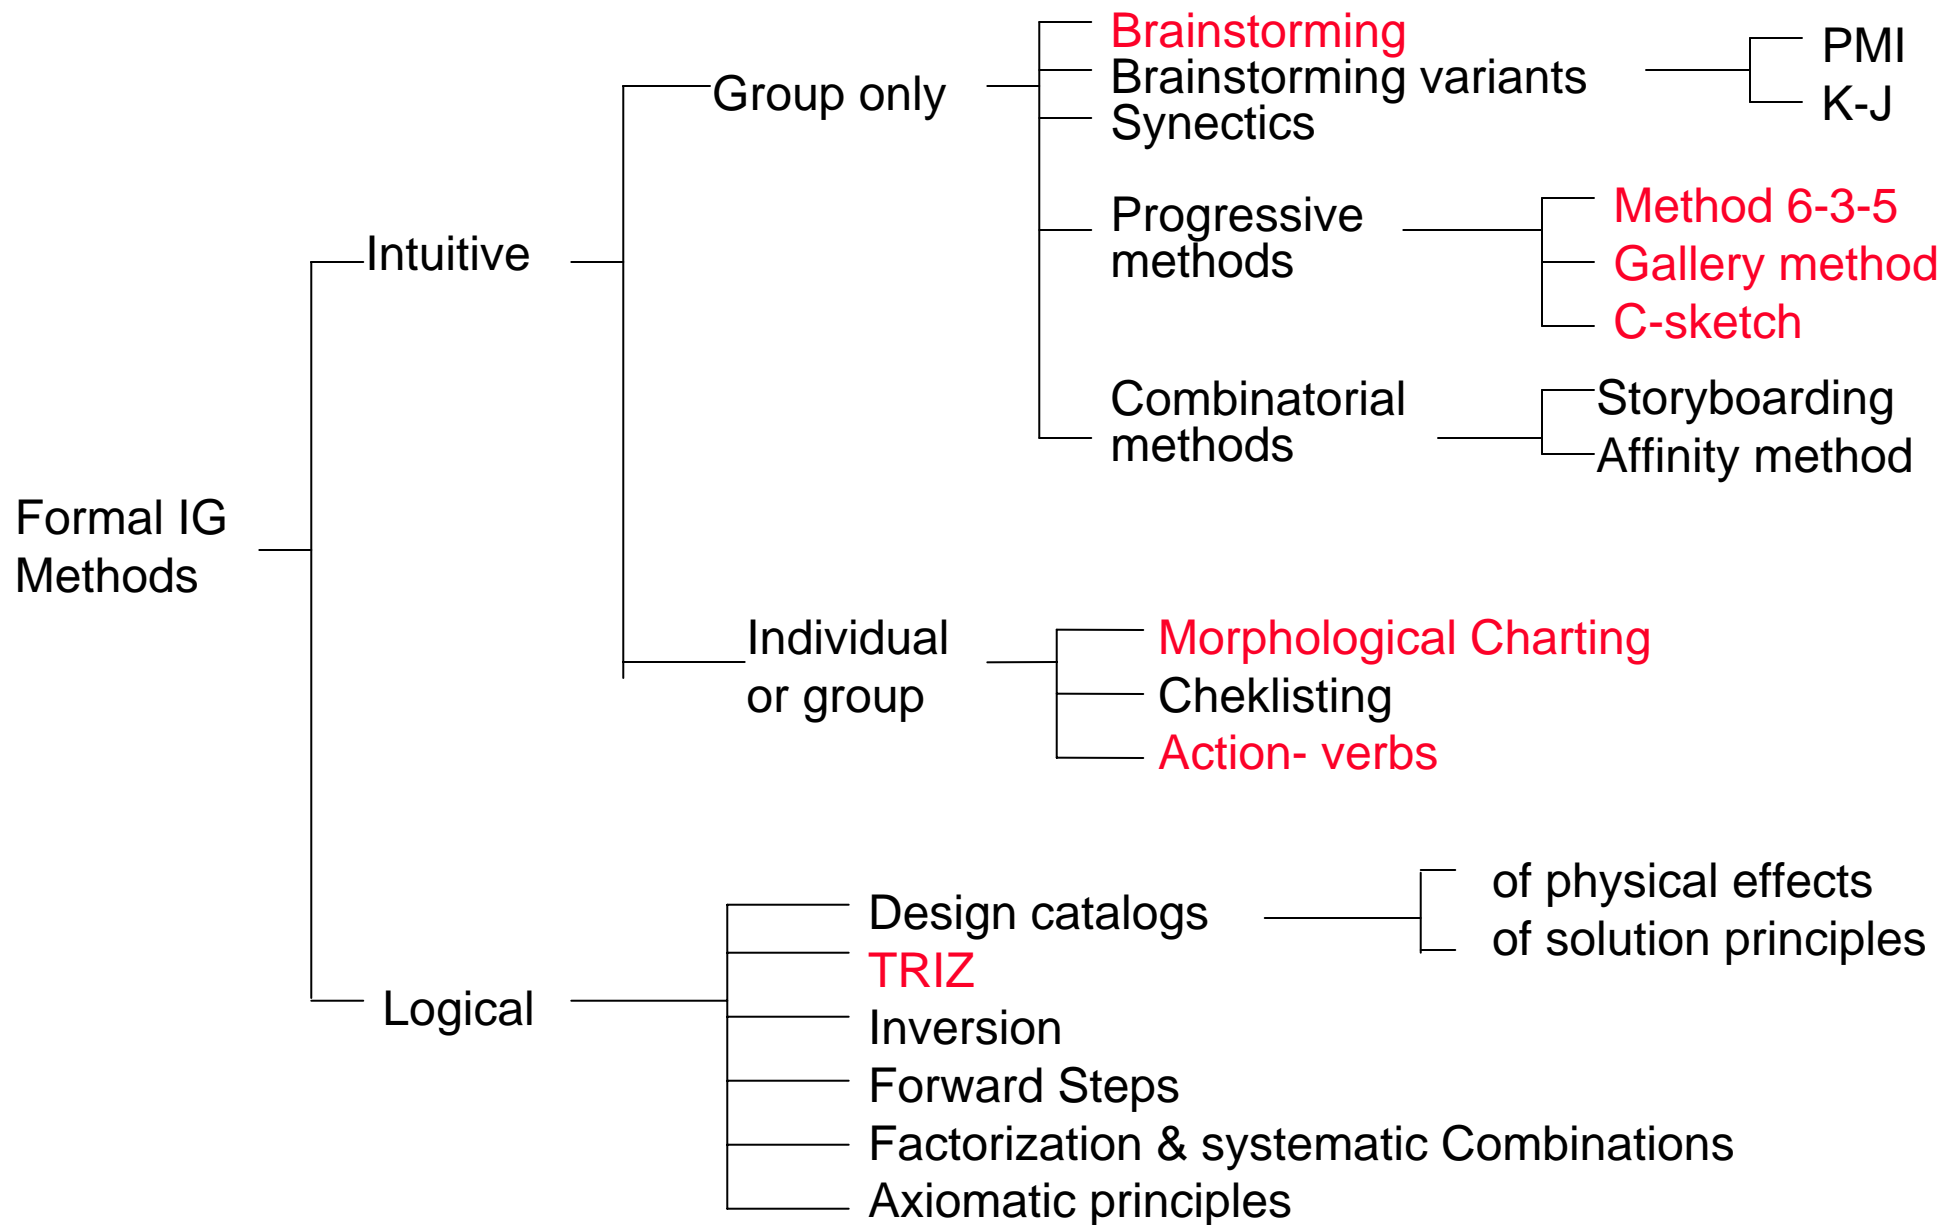 Formal IG
Methods
Intuitive
Group only
Brainstorming
Brainstorming variants
PMI
K-J
Synectics
Progressive
methods
Method 6-3-5
Gallery method
C-sketch
Combinatorial
methods
Storyboarding
Affinity method
Individual
or group
Morphological Charting
Cheklisting
Action- verbs
Logical
Design catalogs
of physical effects
of solution principles
TRIZ
Inversion
Forward Steps
Factorization & systematic Combinations
Axiomatic principles